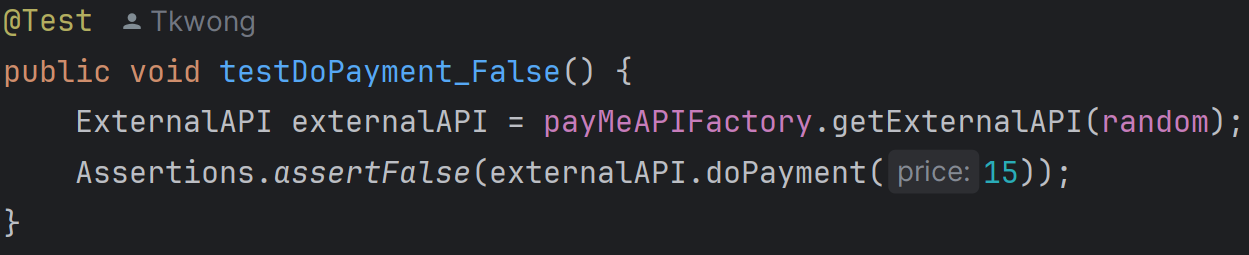 @Test Tkwong
public void testDoPayment_False() {
ExternalAPI externalAPI = payMeAPIFactory.getExternalAPI(random);
Assertions.assertFalse(externalAPI.doPayment( price: 15));
}